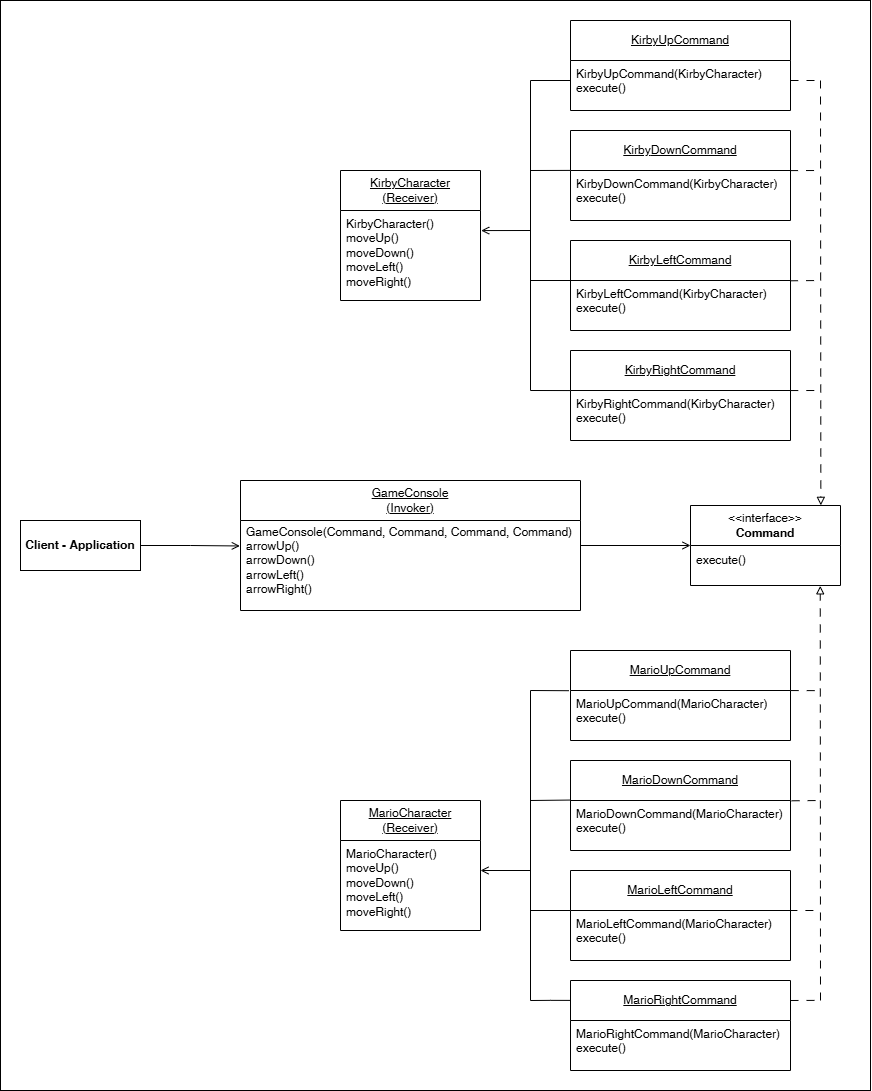 KirbyUpCommand
KirbyUpCommand(KirbyCharacter)
execute()
KirbyDownCommand
KirbyDownCommand(KirbyCharacter)
execute()
KirbyCharacter
(Receiver)
KirbyCharacter()
moveUp()
moveDown()
moveLeft()
moveRight()
KirbyLeftCommand
KirbyLeftCommand(KirbyCharacter)
execute()
KirbyRightCommand
KirbyRightCommand(KirbyCharacter)
execute()
Client - Application
GameConsole
(Invoker)
GameConsole(Command, Command, Command, Command)
arrowUp()
arrowDown()
arrowLeft()
arrowRight()
<<interface>>
Command
execute()
MarioUpCommand
MarioUpCommand(MarioCharacter)
execute()
MarioDownCommand
MarioDownCommand(MarioCharacter)
execute()
MarioCharacter
(Receiver)
MarioCharacter()
moveUp()
moveDown()
moveLeft()
moveRight()
MarioLeftCommand
MarioLeftCommand(MarioCharacter)
execute()
MarioRightCommand
MarioRightCommand(MarioCharacter)
execute()